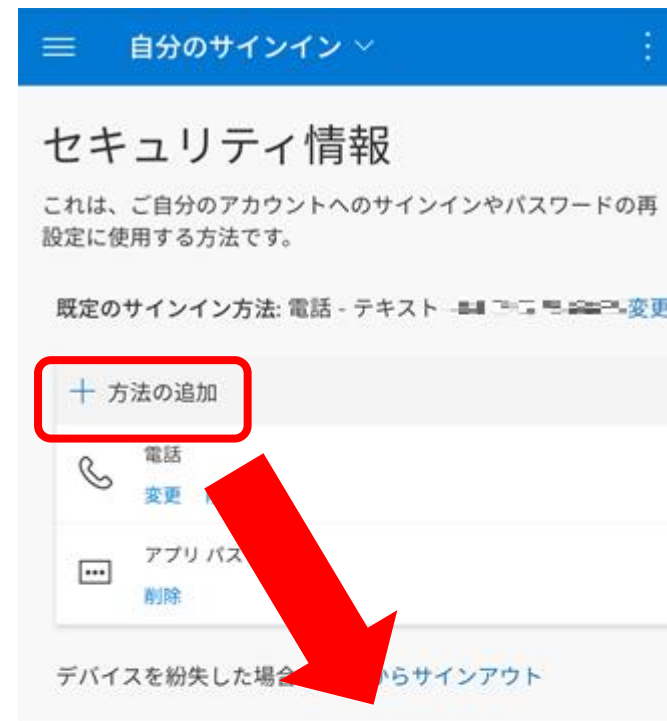 自分のサインイン
セキュリティ情報
これは、ご自分のアカウントへのサインインやパスワードの再
設定に使用する方法です。
既定のサインイン方法: 電話 - テキスト 変更
方法の追加
電話
変更
アプリ パス
削除
デバイスを紛失した場合 からサインアウト